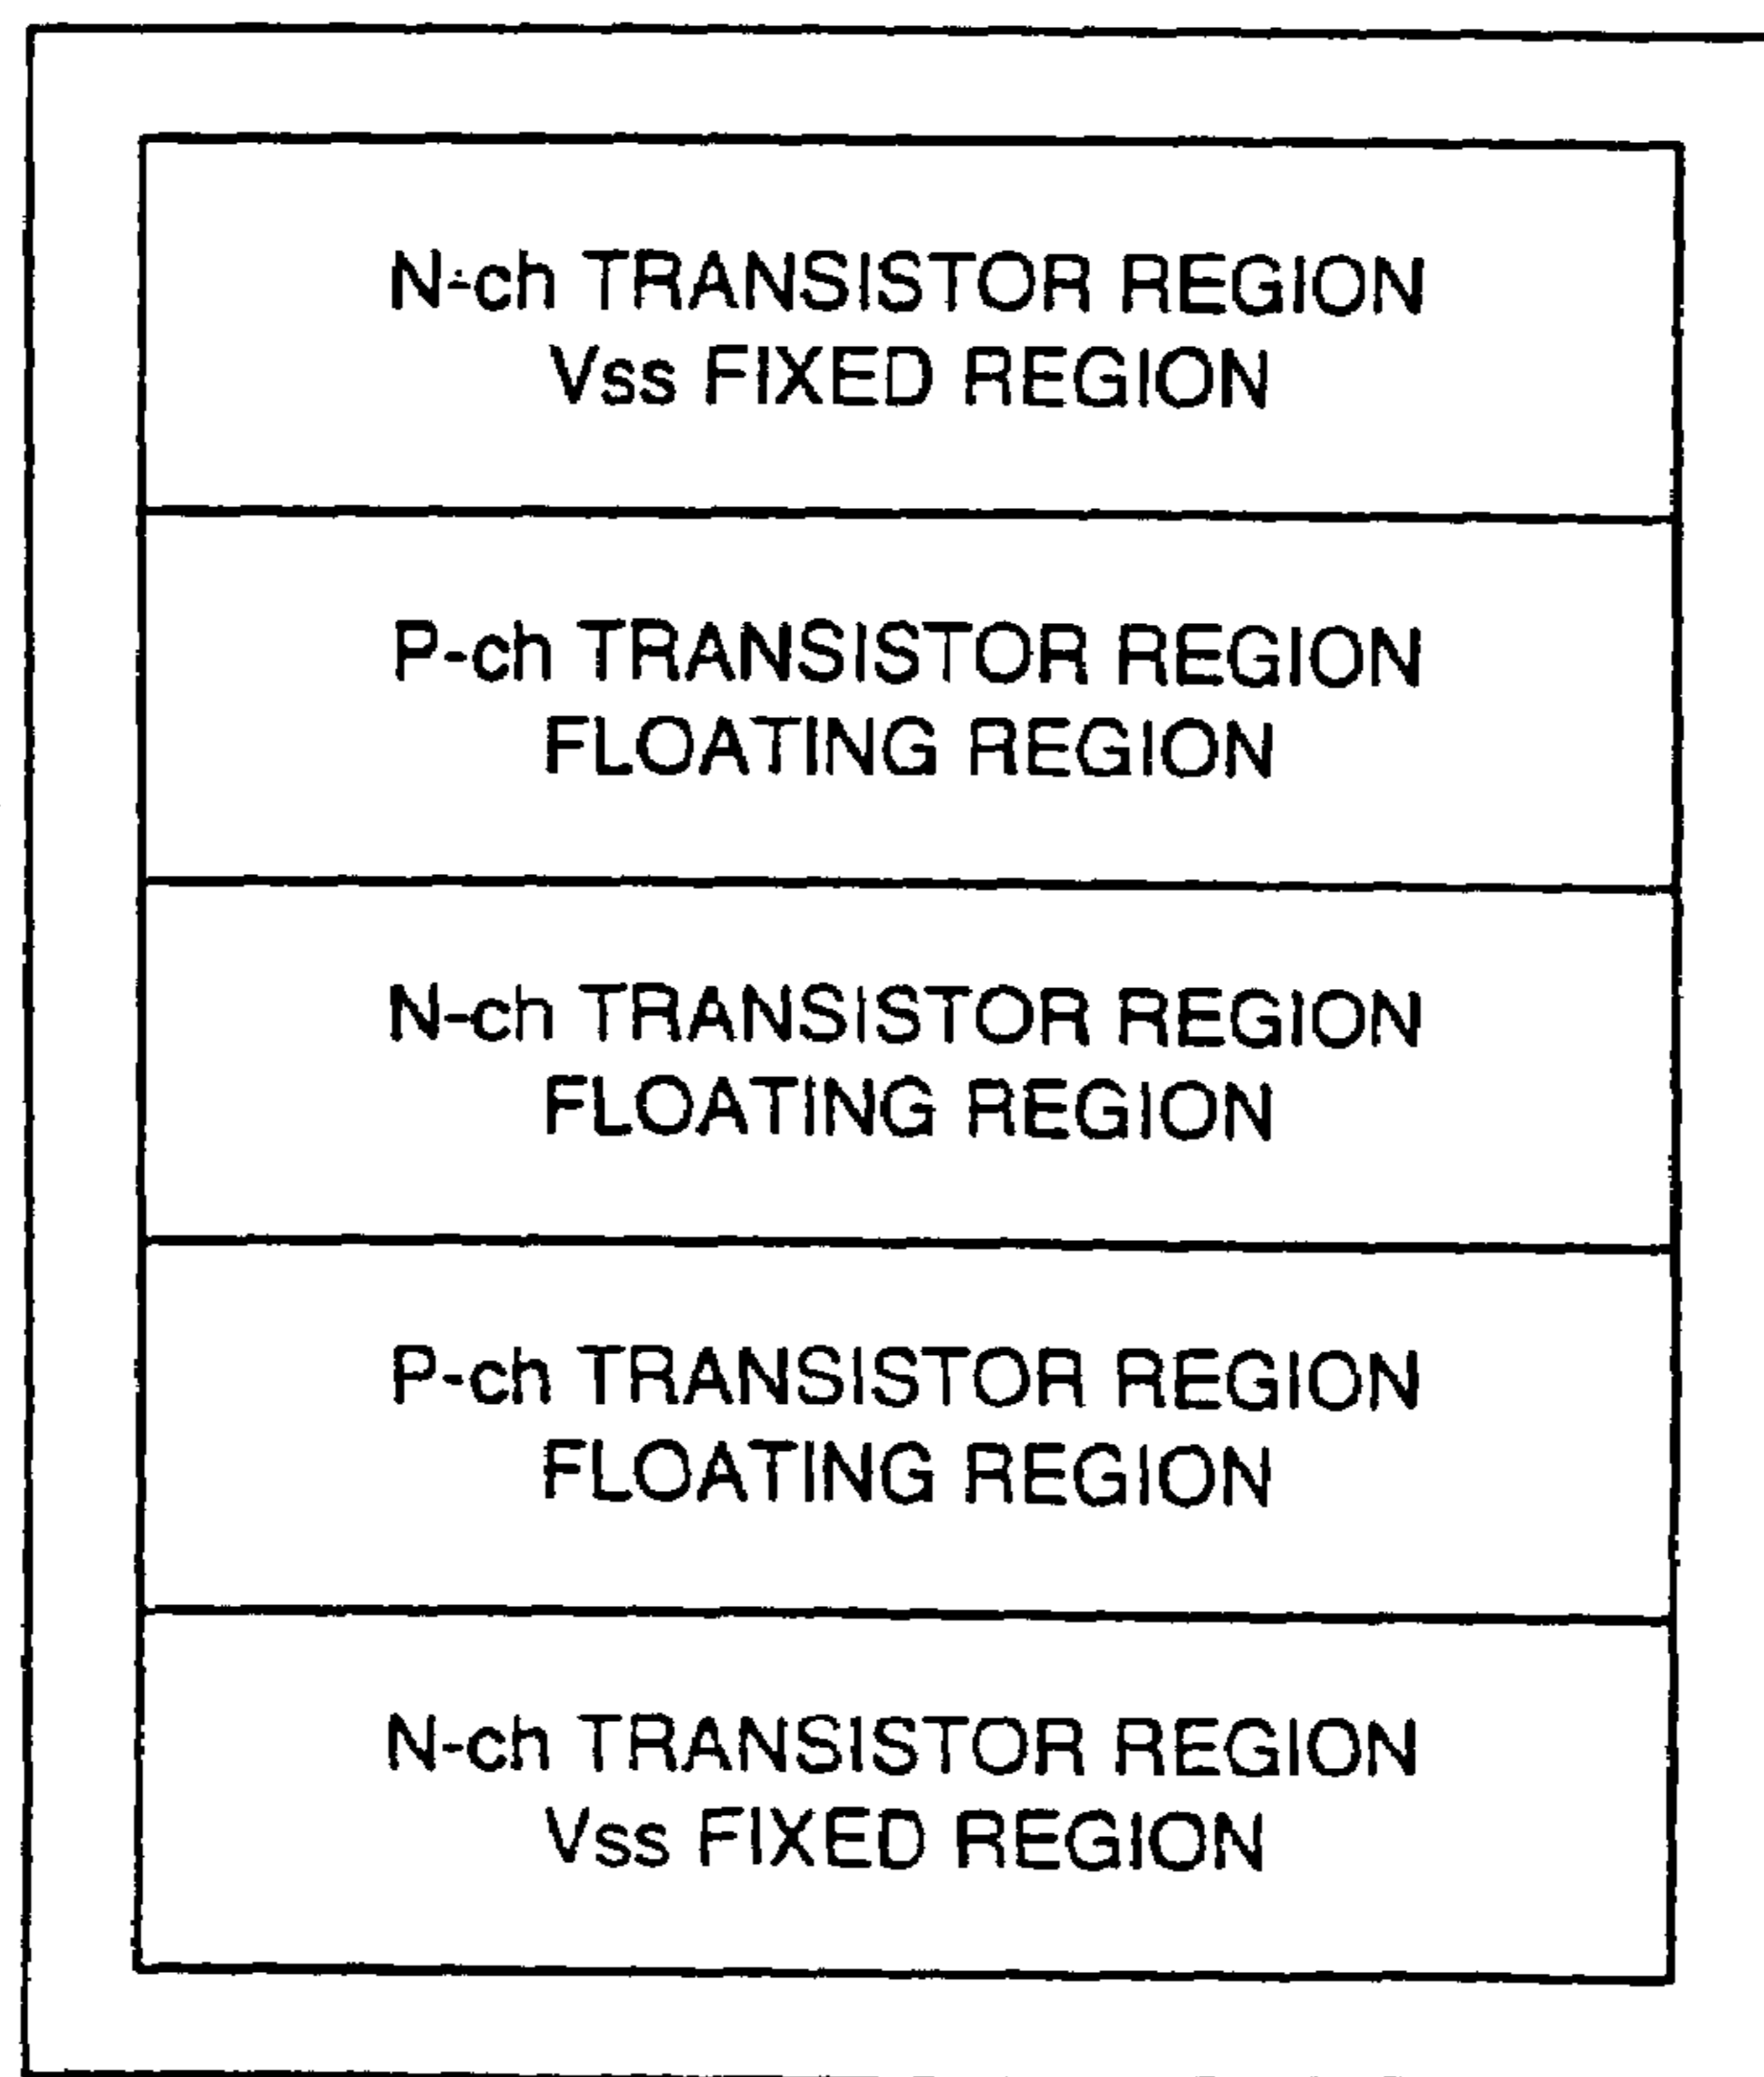 N-ch TRANSISTOR REGION
Vss FIXED REGION
P-ch TRANSISTOR REGION
FLOATING REGION
N-ch TRANSISTOR REGION
FLOATING REGION
P-ch TRANSISTOR REGION
FLOATING REGION
N-ch TRANSISTOR REGION
Vss FIXED REGION